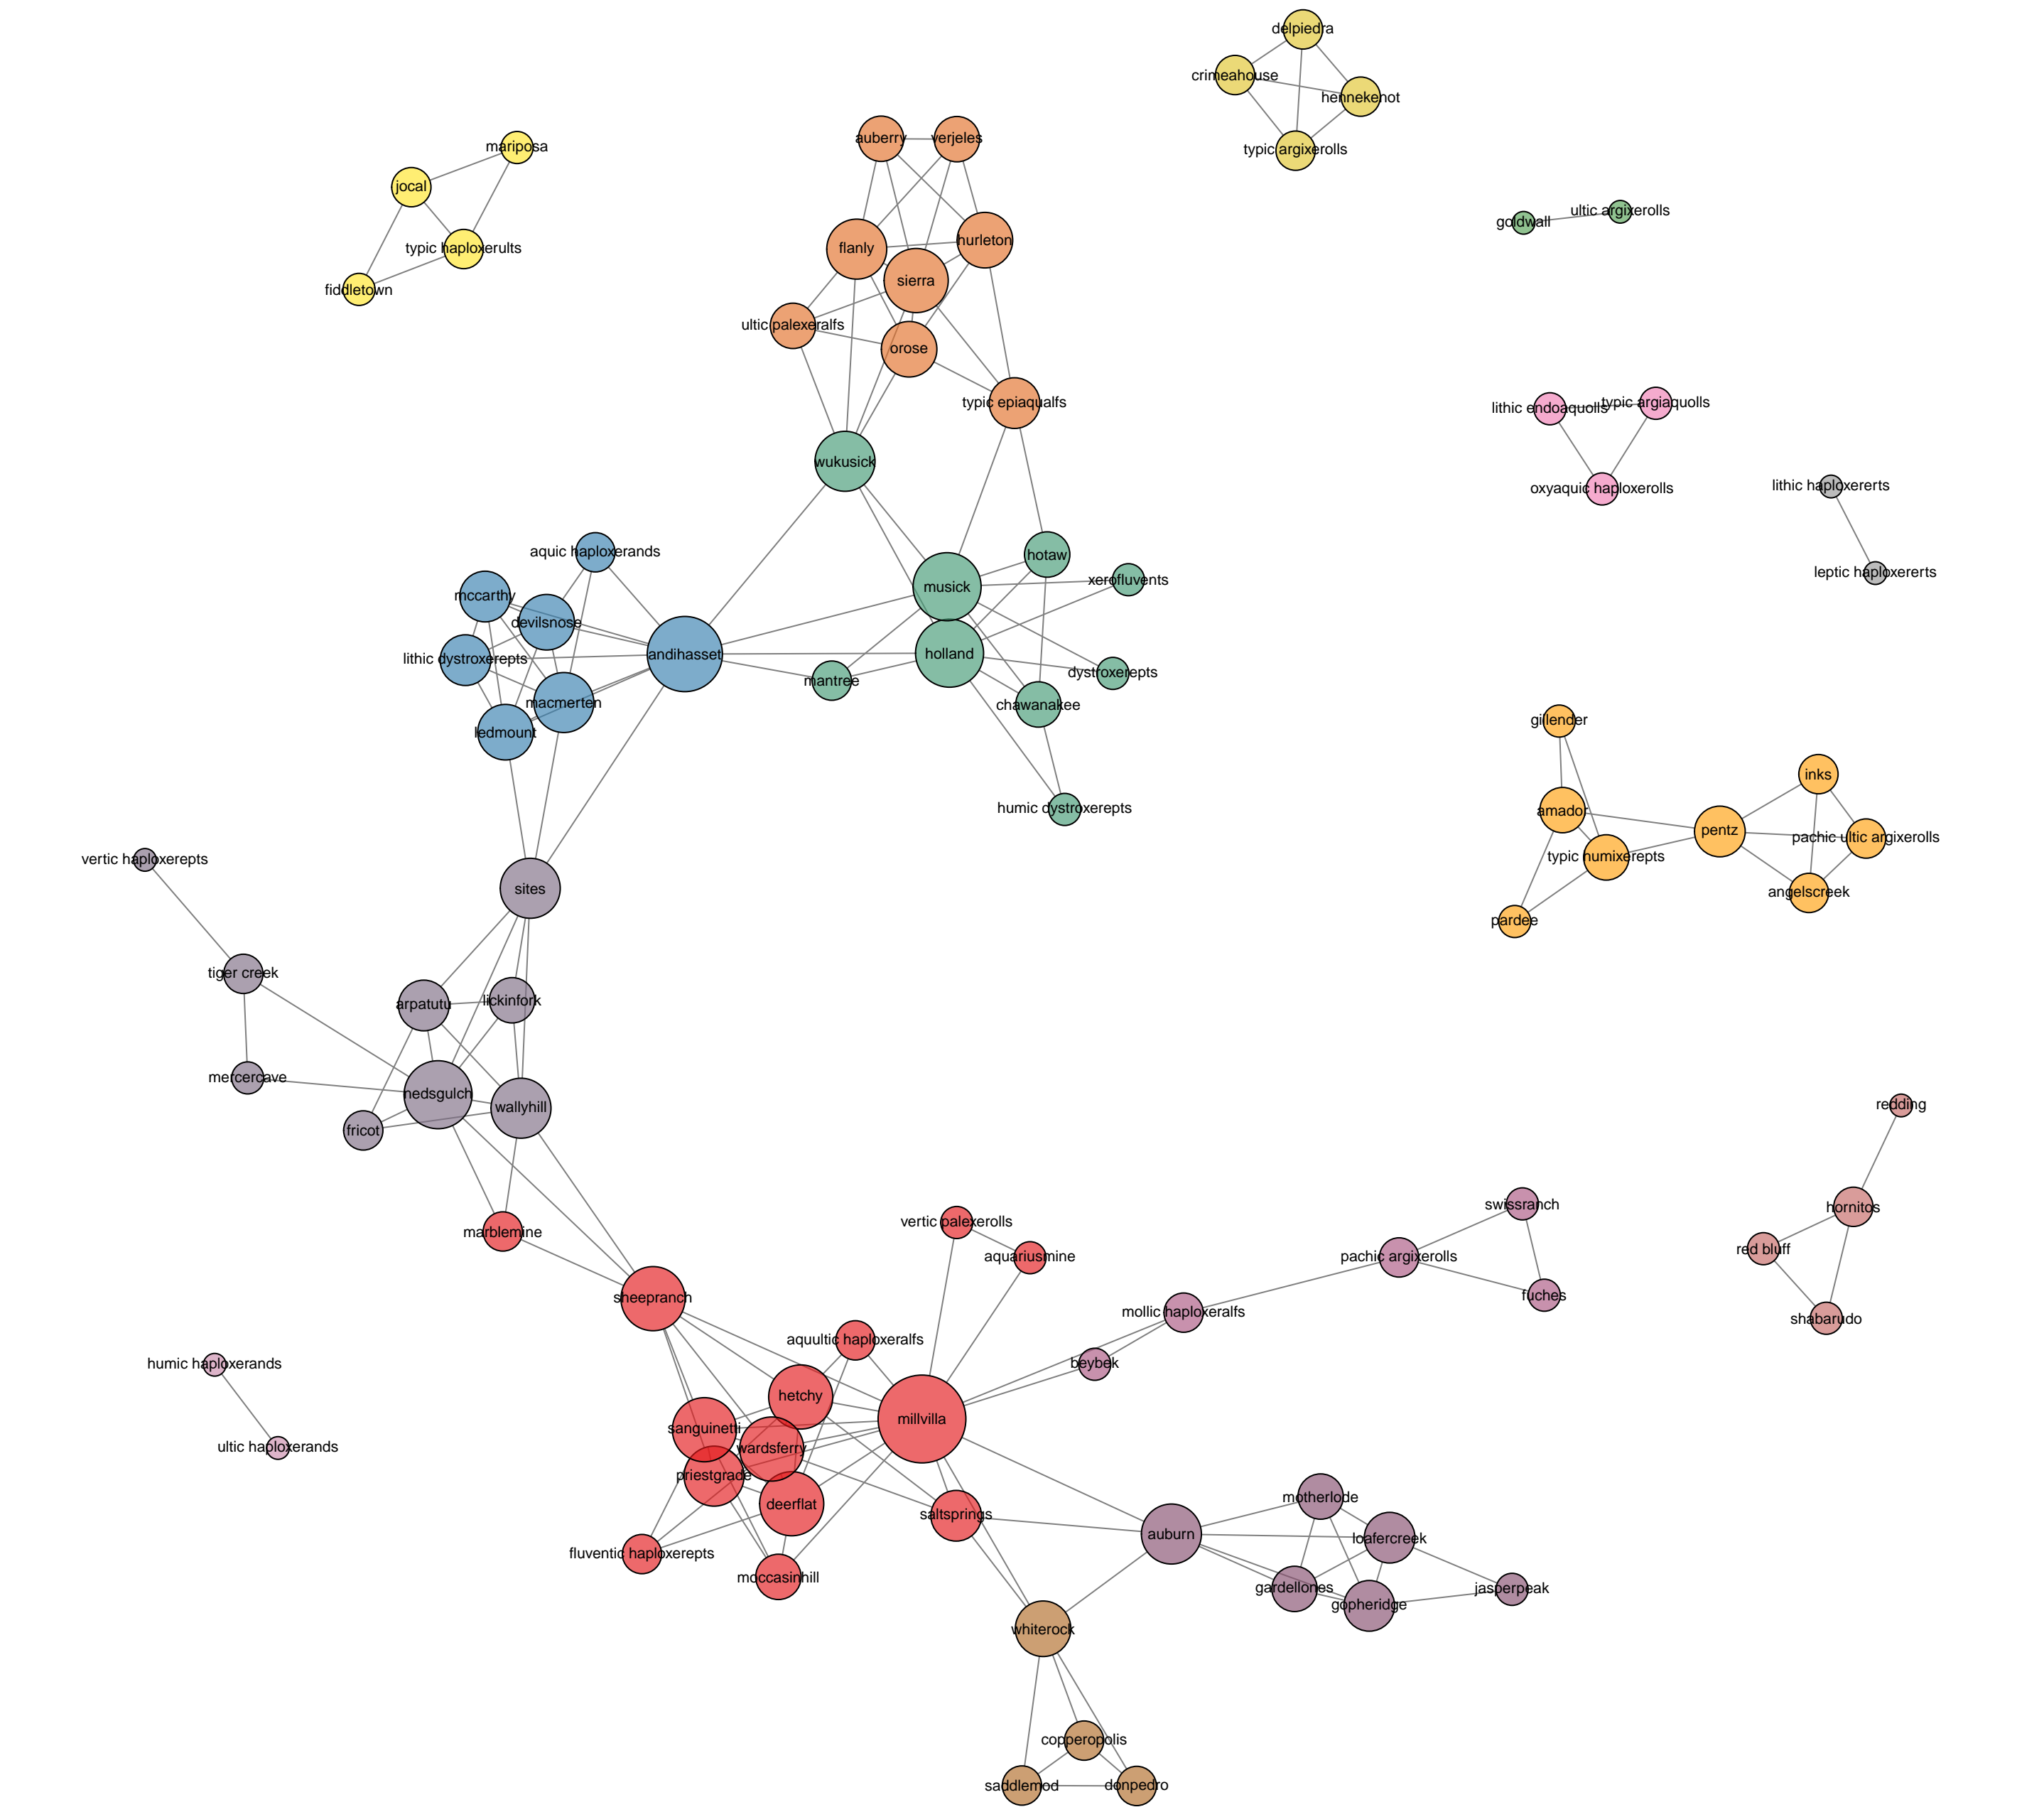 delpiedra
crimeahouse
hennekenot
typic argixerolls
auberry
verjeles
mariposa
jocal
typic haploxerults
fiddletown
goldwall
ultic argixerolls
flanly
hurleton
sierra
ultic palexeralfs
orose
typic epiaqualfs
lithic endoaquolls
typic argiaquolls
oxyaquic haploxerolls
lithic haploxererts
leptic haploxererts
wukusick
aquic haploxerands
mccarthy
devilsnose
lithic dystroxerepts
andihasset
macmerten
ledmount
musick
hotaw
xerofluvents
holland
mantree
dystroxerepts
chawanakee
humic dystroxerepts
gillender
amador
typic humixerepts
pardee
pentz
inks
pachic ultic argixerolls
angelscreek
vertic haploxerepts
sites
tiger creek
arpatutu
lickinfork
mercercave
nedsgulch
wallyhill
fricot
marblemine
redding
hornitos
red bluff
shabarudo
swissranch
pachic argixerolls
fuches
mollic haploxeralfs
beybek
vertic palexerolls
aquariusmine
sheepranch
aquultic haploxeralfs
humic haploxerands
ultic haploxerands
hetchy
millvilla
sanguinetti
wardsferry
priestgrade
deerflat
saltsprings
fluventic haploxerepts
moccasinhill
auburn
motherlode
loafercreek
gardellones
gopheridge
jasperpeak
whiterock
copperopolis
saddlemod
donpedro